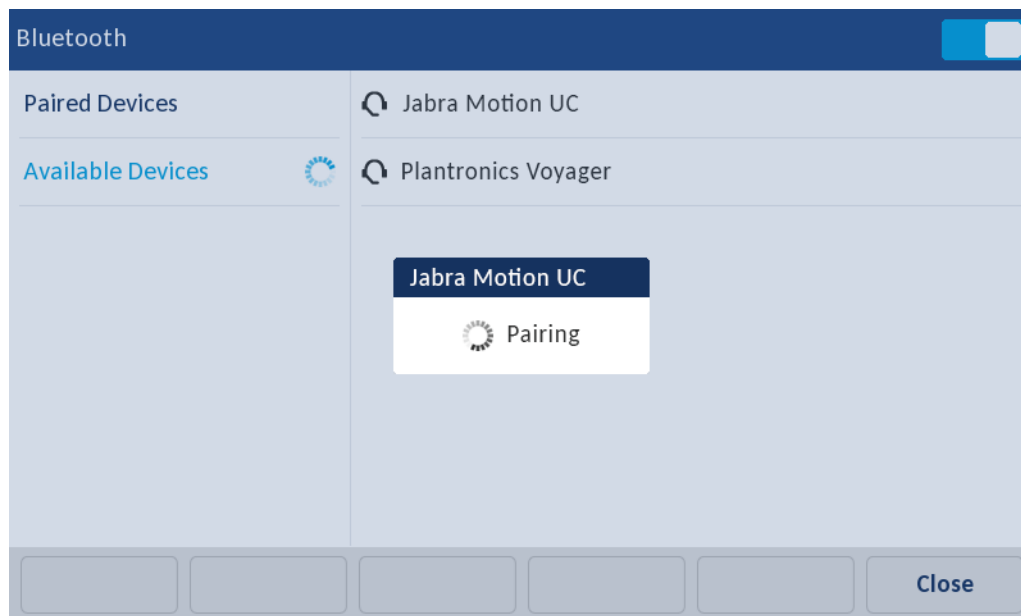 Bluetooth
Paired Devices
Available Devices
Jabra Motion UC
Plantronics Voyager
Jabra Motion UC
Pairing
Close